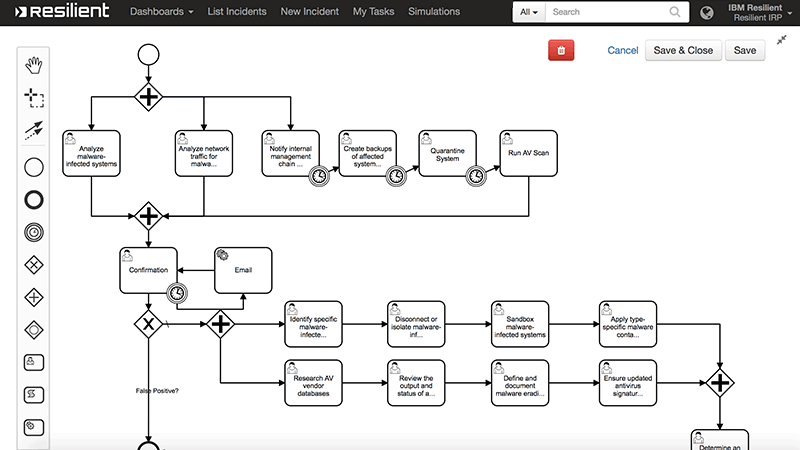 Resilient
Dashboards
List Incidents
New Incident
My Tasks
Simulations
All
Search
IBM Resilient
Resilient IRP
Cancel
Save & Close
Save
Analyze
malware-
infected systems
Analyze network
traffic for
malwa...
Notify internal
management
chain ...
Create backups
of affected
system...
Quarantine
System
Run AV Scan
Confirmation
Email
X
Identify specific
malware-
infecte...
Disconnect or
isolate malware-
inf...
Sandbox
malware-
infected systems
Apply type-
specific malware
conta...
False Positive?
Research AV
vendor
databases
Review the
output and
status of a...
Define and
document
malware eradi...
Ensure updated
antivirus
signatur...
Determine an